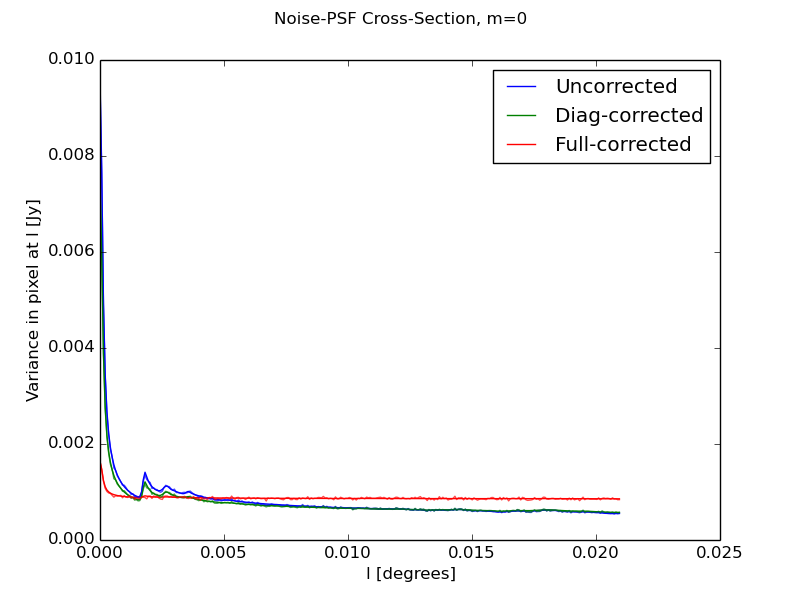 Noise-PSF Cross-Section, m=0
0.010
0.008
0.006
0.004
0.002
0.000
Variance in pixel at l [Jy]
Uncorrected
Diag-corrected
Full-corrected
0.000 0.005 0.010 0.015 0.020 0.025
l [degrees]